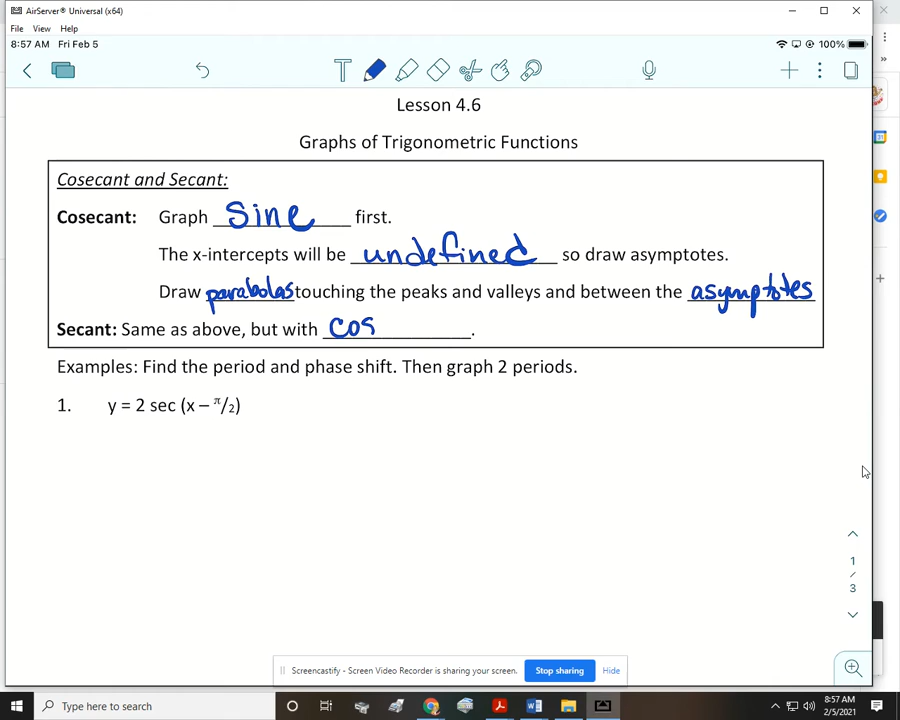 AirServer® Universal (x64)
File View Help
8:57 AM Fri Feb 5
100%
Lesson 4.6
Graphs of Trigonometric Functions
Cosecant and Secant:
Cosecant: Graph sine first.
The x-intercepts will be undefined so draw asymptotes.
Draw parabolas touching the peaks and valleys and between the asymptotes
Secant: Same as above, but with cos.
Examples: Find the period and phase shift. Then graph 2 periods.
1. y = 2 sec (x – π/2)
1
/
3
Screencastify - Screen Video Recorder is sharing your screen. Stop sharing Hide
Type here to search
8:57 AM
2/5/2021